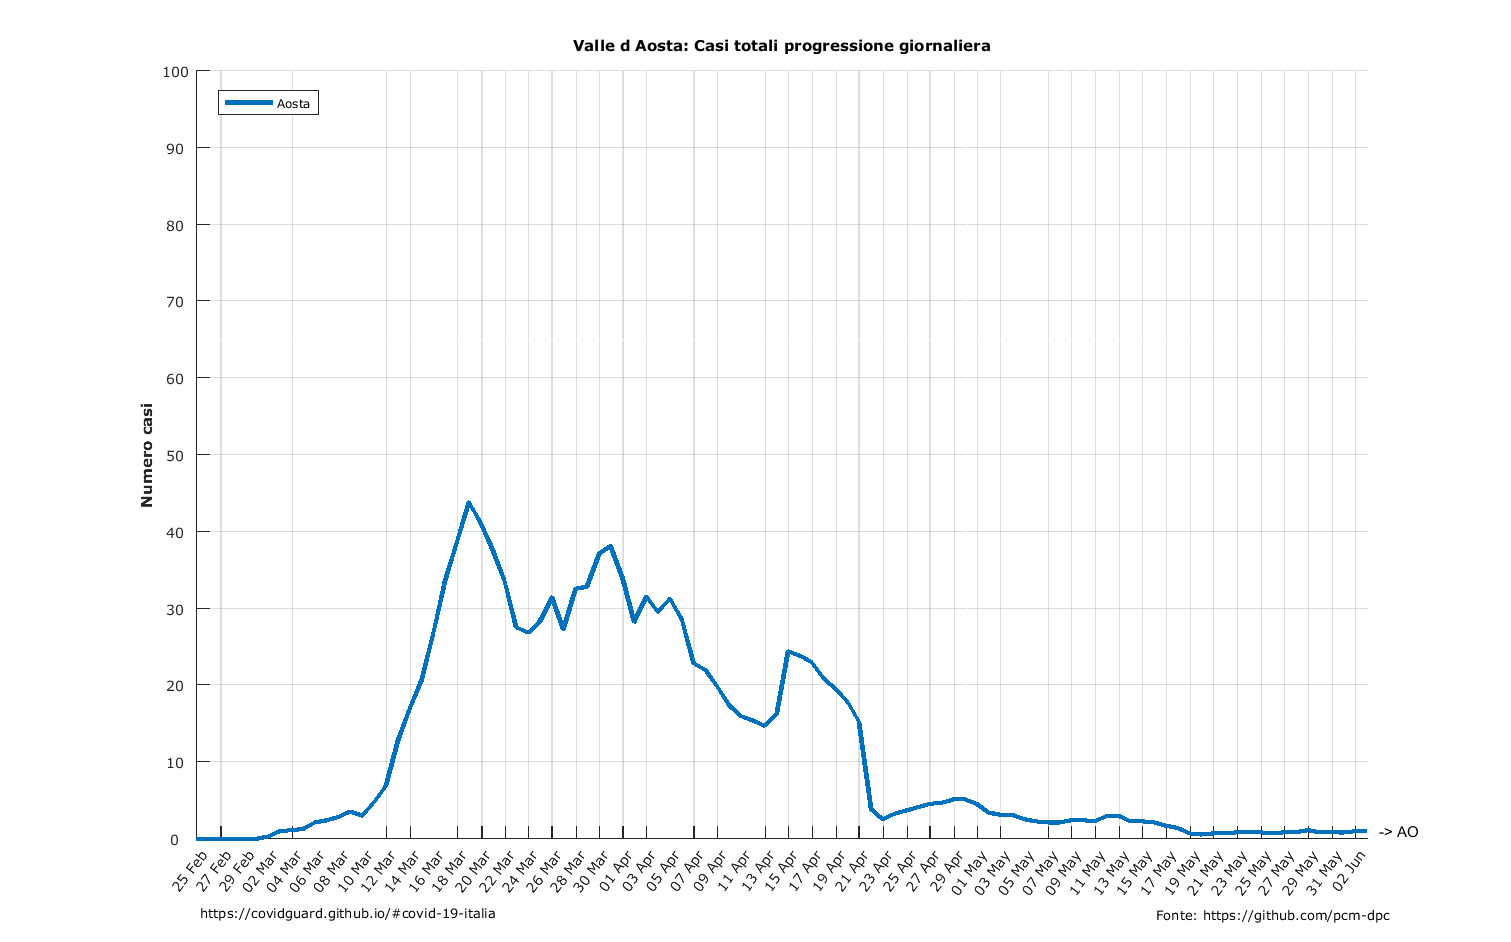 Valle d Aosta: Casi totali progressione giornaliera
100
90
80
70
60
50
40
30
20
10
0
Aosta
Numero casi
-> AO
25 Feb
27 Feb
29 Feb
02 Mar
04 Mar
06 Mar
08 Mar
10 Mar
12 Mar
14 Mar
16 Mar
18 Mar
20 Mar
22 Mar
24 Mar
26 Mar
28 Mar
30 Mar
01 Apr
03 Apr
05 Apr
07 Apr
09 Apr
11 Apr
13 Apr
15 Apr
17 Apr
19 Apr
21 Apr
23 Apr
25 Apr
27 Apr
29 Apr
01 May
03 May
05 May
07 May
09 May
11 May
13 May
15 May
17 May
19 May
21 May
23 May
25 May
27 May
29 May
31 May
02 Jun
https://covidguard.github.io/#covid-19-italia
Fonte: https://github.com/pcm-dpc